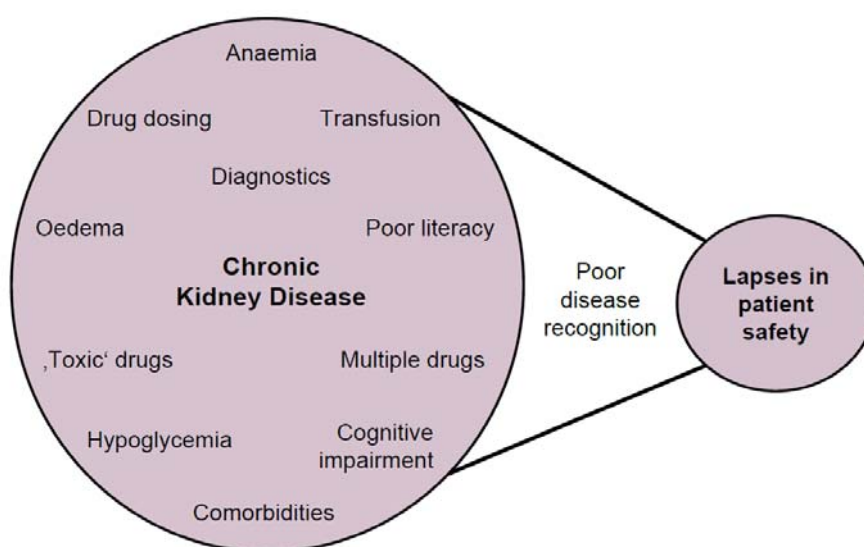 Anaemia
Drug dosing
Transfusion
Diagnostics
Oedema
Poor literacy
Chronic
Kidney Disease
‚Toxic‘ drugs
Multiple drugs
Hypoglycemia
Cognitive
impairment
Comorbidities
Poor
disease
recognition
Lapses in
patient
safety